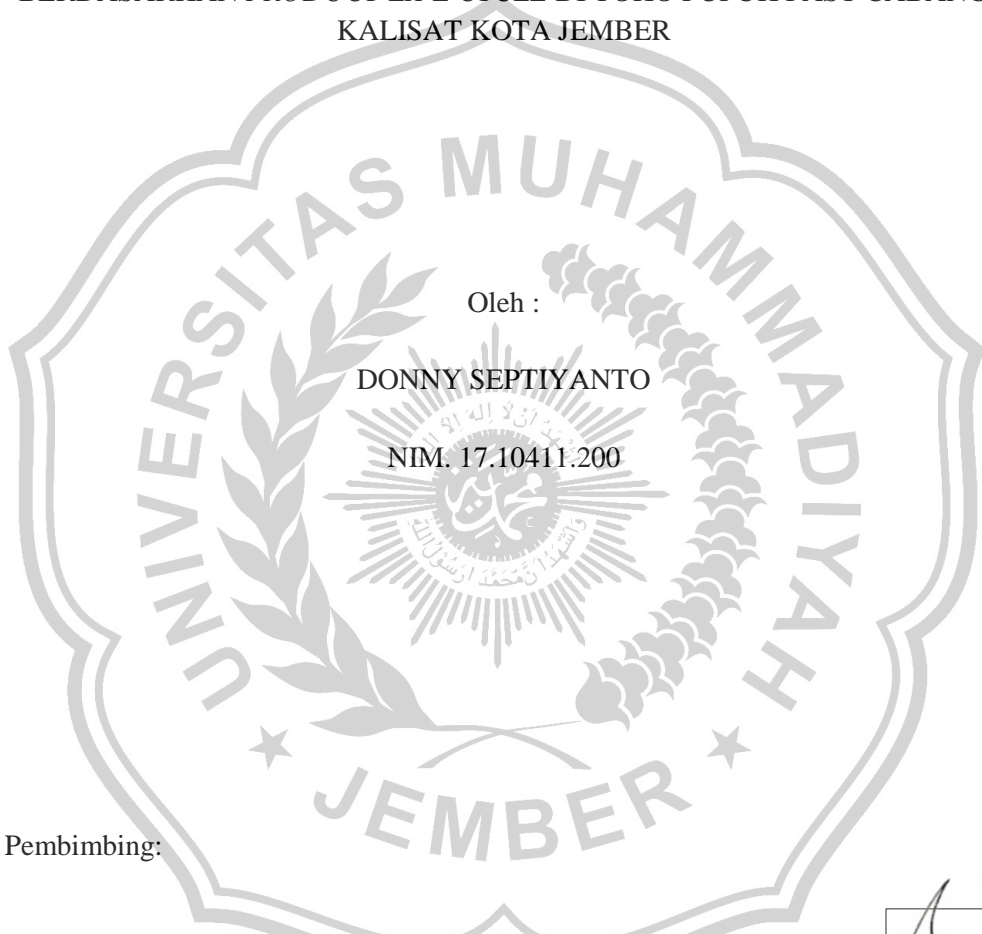 KALISAT KOTA JEMBER
UNIVERSITAS MUHAMMADIYAH
Oleh :
DONNY SEPTIYANTO
NIM. 17.10411.200
★ JEMBER ★
Pembimbing: